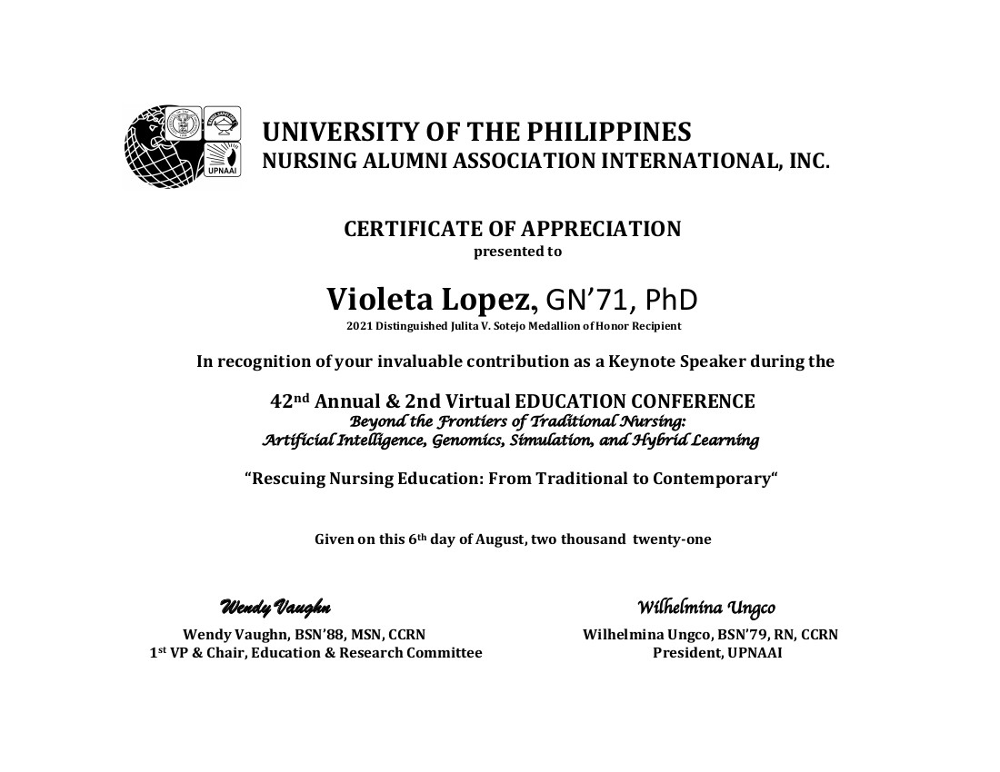 UPNAAI
UNIVERSITY OF THE PHILIPPINES
NURSING ALUMNI ASSOCIATION INTERNATIONAL, INC.
CERTIFICATE OF APPRECIATION
presented to
Violeta Lopez, GN’71, PhD
2021 Distinguished Julita V. Sotejo Medallion of Honor Recipient
In recognition of your invaluable contribution as a Keynote Speaker during the
42nd Annual & 2nd Virtual EDUCATION CONFERENCE
Beyond the Frontiers of Traditional Nursing:
Artificial Intelligence, Genomics, Simulation, and Hybrid Learning
“Rescuing Nursing Education: From Traditional to Contemporary“
Given on this 6th day of August, two thousand twenty-one
Wendy Vaughn
Wilhelmina Ungco
Wendy Vaughn, BSN’88, MSN, CCRN
Wilhelmina Ungco, BSN’79, RN, CCRN
1st VP & Chair, Education & Research Committee
President, UPNAAI